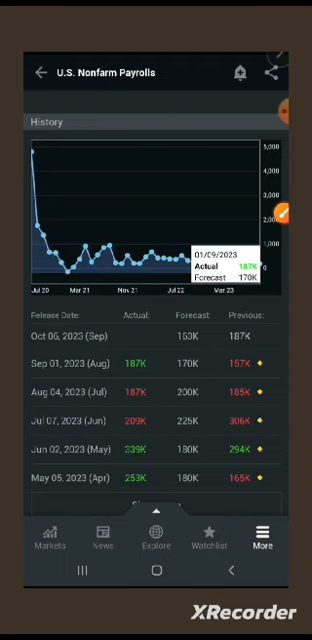 U.S. Nonfarm Payrolls
History
5,000
4,000
3,000
2,000
1,000
0
01/09/2023
Actual 187K
Forecast 170K
Jul 20 Mar 21 Nov 21 Jul 22 Mar 23
Release Date: Actual: Forecast: Previous:
Oct 06, 2023 (Sep) 163K 187K
Sep 01, 2023 (Aug) 187K 170K 157K
Aug 04, 2023 (Jul) 187K 200K 185K
Jul 07, 2023 (Jun) 209K 225K 306K
Jun 02, 2023 (May) 339K 180K 294K
May 05, 2023 (Apr) 253K 180K 165K
Markets News Explore Watchlist More
XRecorder